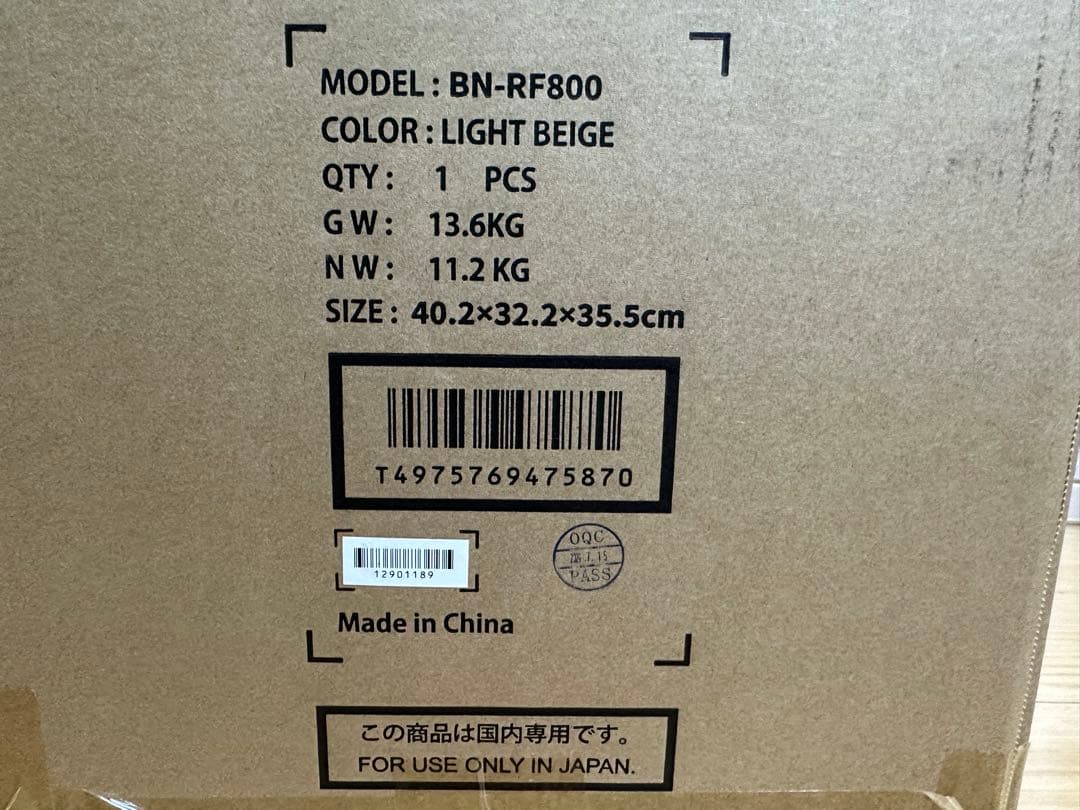 MODEL : BN-RF800
COLOR : LIGHT BEIGE
QTY : 1 PCS
G W : 13.6KG
N W : 11.2 KG
SIZE : 40.2×32.2×35.5cm
T4975769475870
12901189
OQC
PASS
Made in China
この商品は国内専用です。
FOR USE ONLY IN JAPAN.